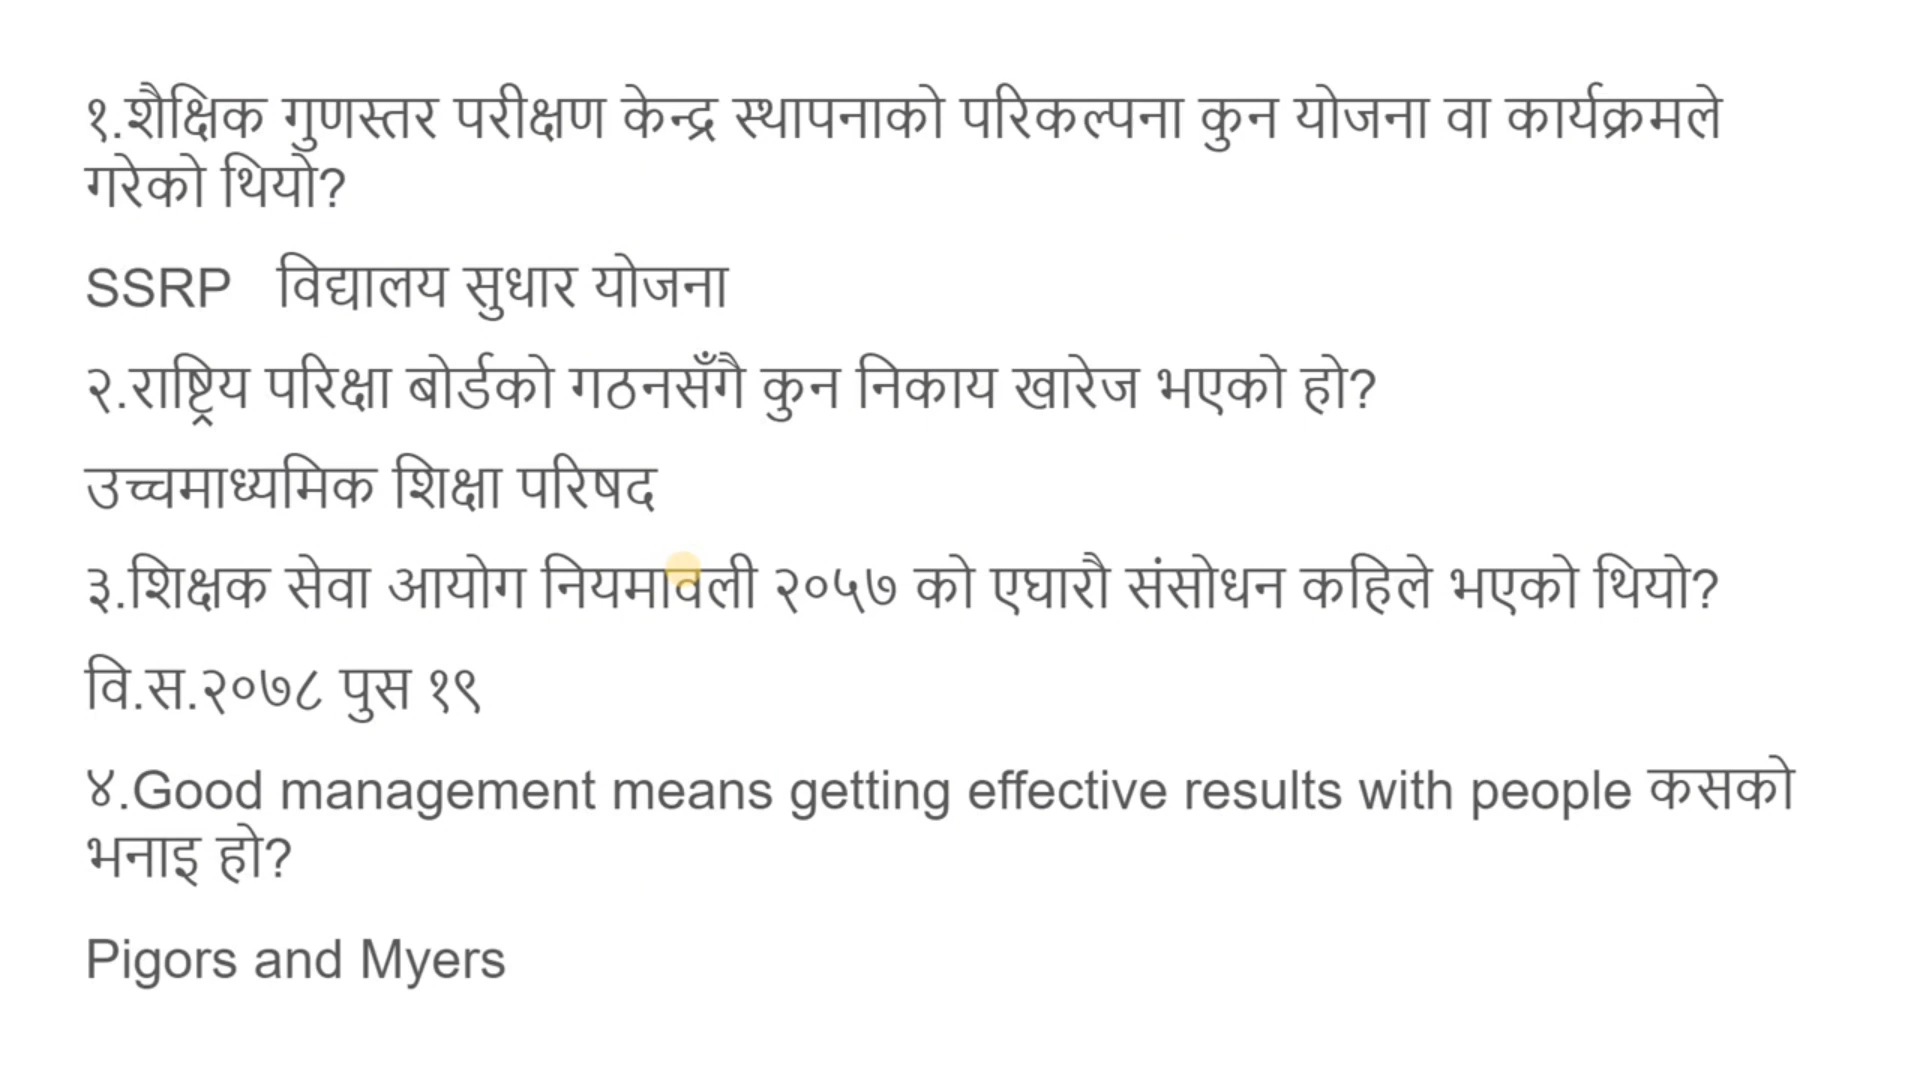 १.शैक्षिक गुणस्तर परीक्षण केन्द्र स्थापनाको परिकल्पना कुन योजना वा कार्यक्रमले
गरेको थियो?
SSRP विद्यालय सुधार योजना
२.राष्ट्रिय परिक्षा बोर्डको गठनसँगै कुन निकाय खारेज भएको हो?
उच्चमाध्यमिक शिक्षा परिषद
३.शिक्षक सेवा आयोग नियमावली २०५७ को एघारौ संसोधन कहिले भएको थियो?
वि.स.२०७८ पुस १९
४.Good management means getting effective results with people कसको
भनाइ हो?
Pigors and Myers